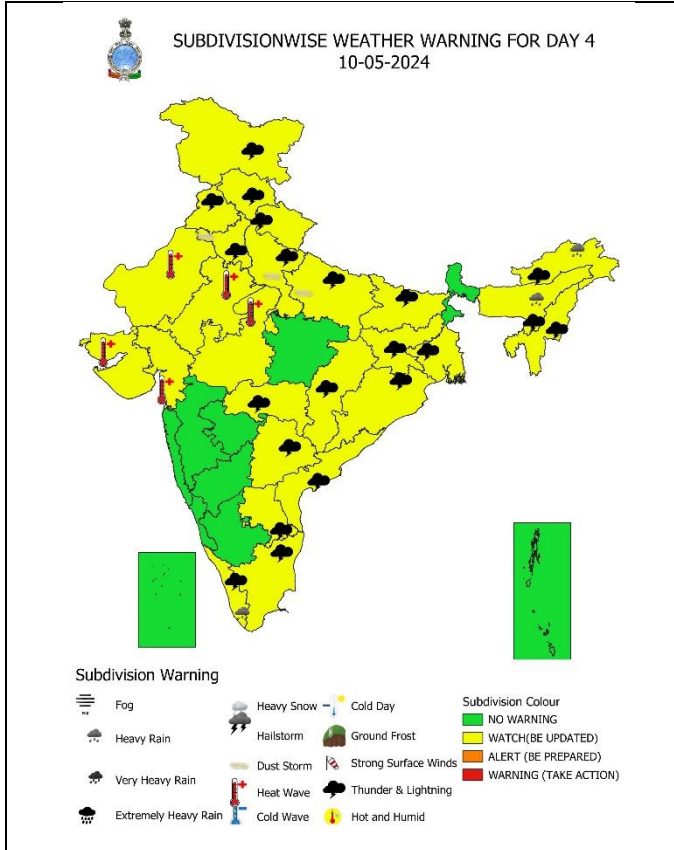 SUBDIVISIONWISE WEATHER WARNING FOR DAY 4
10-05-2024
Subdivision Warning
Fog
Heavy Rain
Very Heavy Rain
Extremely Heavy Rain
Heavy Snow
Hailstorm
Dust Storm
Heat Wave
Cold Wave
Cold Day
Ground Frost
Strong Surface Winds
Thunder & Lightning
Hot and Humid
Subdivision Colour
NO WARNING
WATCH(BE UPDATED)
ALERT (BE PREPARED)
WARNING (TAKE ACTION)